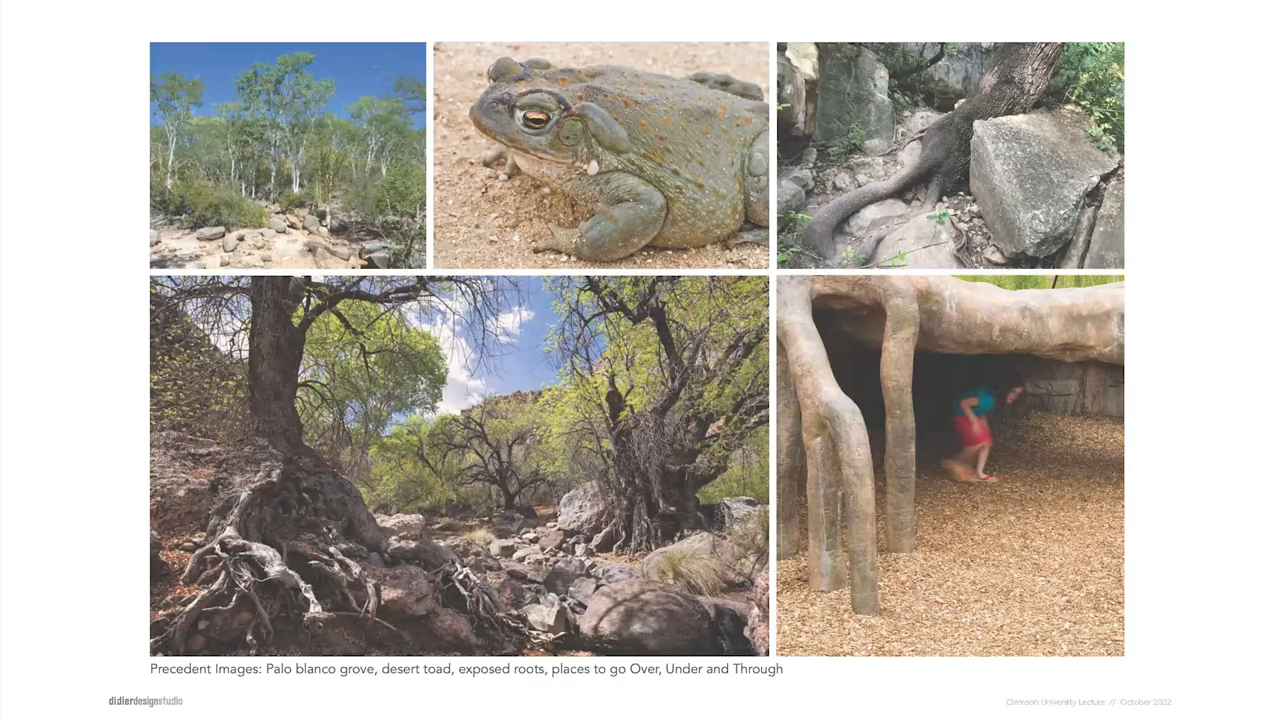 Precedent Images: Palo blanco grove, desert toad, exposed roots, places to go Over, Under and Through
didierdesignstudio
Clemson University Lecture // October 2022